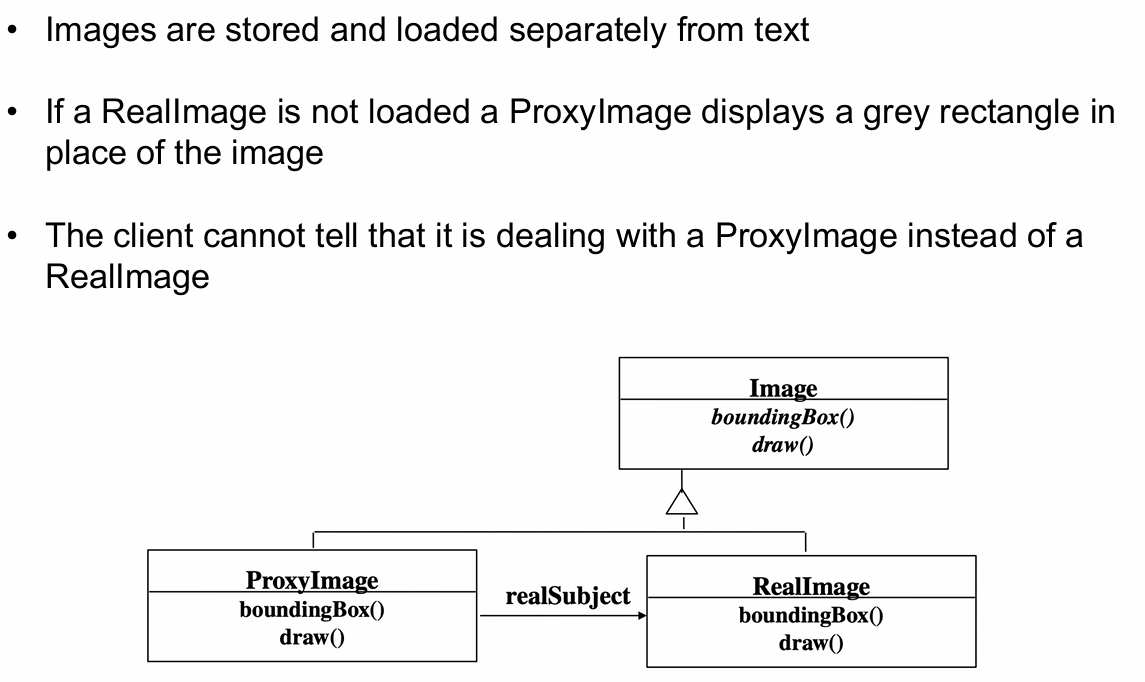 • Images are stored and loaded separately from text
• If a RealImage is not loaded a ProxyImage displays a grey rectangle in
place of the image
• The client cannot tell that it is dealing with a ProxyImage instead of a
RealImage
Image
boundingBox()
draw()
ProxyImage
boundingBox()
draw()
realSubject
RealImage
boundingBox()
draw()